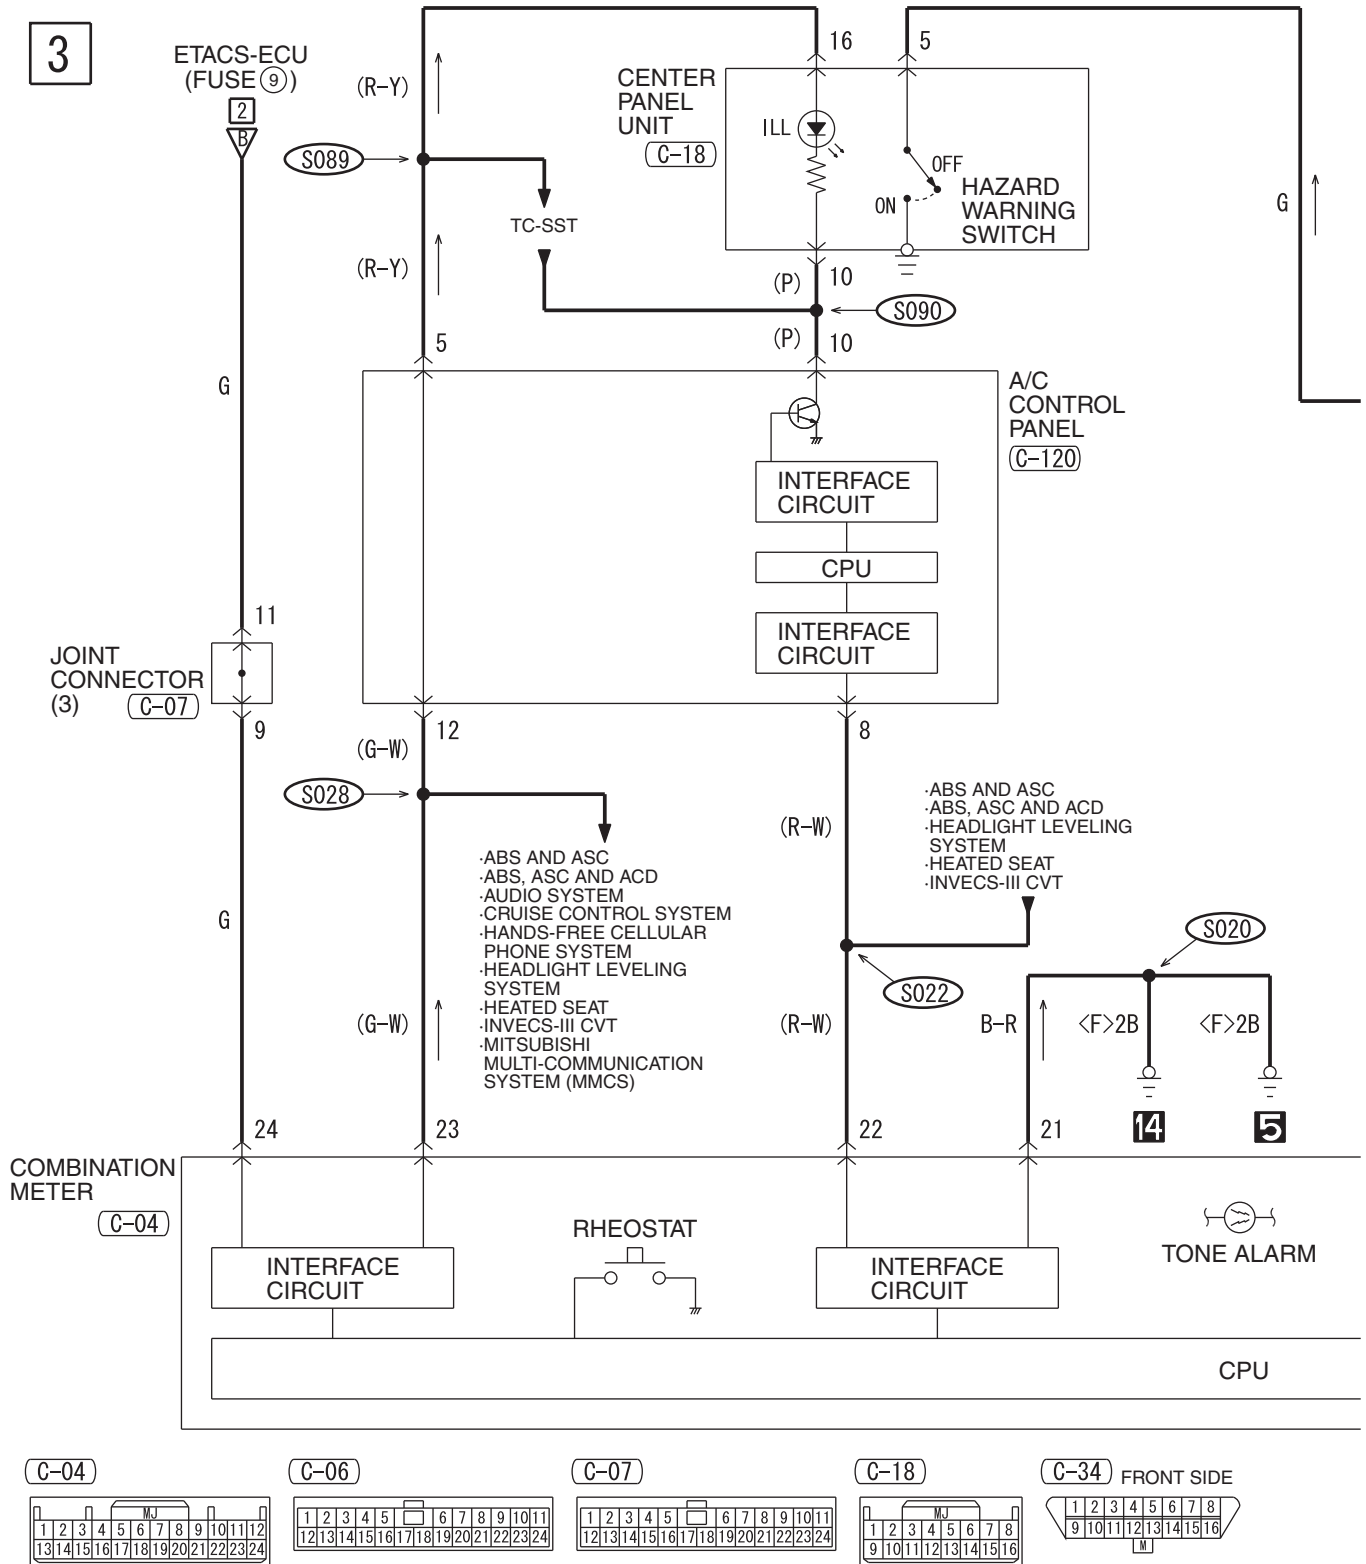 3
ETACS-ECU
(FUSE⑨)
2
B
(R-Y)
16
5
CENTER
PANEL
UNIT
C-18
ILL
OFF
ON
HAZARD
WARNING
SWITCH
G
S089
TC-SST
(R-Y)
(P)
10
S090
(P)
10
5
G
A/C
CONTROL
PANEL
C-120
INTERFACE
CIRCUIT
CPU
INTERFACE
CIRCUIT
11
JOINT
CONNECTOR
(3)
C-07
9
12
8
(G-W)
S028
·ABS AND ASC
·ABS, ASC AND ACD
·AUDIO SYSTEM
·CRUISE CONTROL SYSTEM
·HANDS-FREE CELLULAR
PHONE SYSTEM
·HEADLIGHT LEVELING
SYSTEM
·HEATED SEAT
·INVECS-III CVT
·MITSUBISHI
MULTI-COMMUNICATION
SYSTEM (MMCS)
(R-W)
·ABS AND ASC
·ABS, ASC AND ACD
·HEADLIGHT LEVELING
SYSTEM
·HEATED SEAT
·INVECS-III CVT
G
S020
S022
(G-W)
(R-W)
B-R
<F>2B
<F>2B
14
5
24
23
22
21
COMBINATION
METER
C-04
RHEOSTAT
TONE ALARM
INTERFACE
CIRCUIT
INTERFACE
CIRCUIT
CPU
C-04
MJ
1 2 3 4 5 6 7 8 9 10 11 12
13 14 15 16 17 18 19 20 21 22 23 24
C-06
1 2 3 4 5 6 7 8 9 10 11
12 13 14 15 16 17 18 19 20 21 22 23 24
C-07
1 2 3 4 5 6 7 8 9 10 11
12 13 14 15 16 17 18 19 20 21 22 23 24
C-18
MJ
1 2 3 4 5 6 7 8
9 10 11 12 13 14 15 16
C-34 FRONT SIDE
1 2 3 4 5 6 7 8
9 10 11 12 13 14 15 16
M